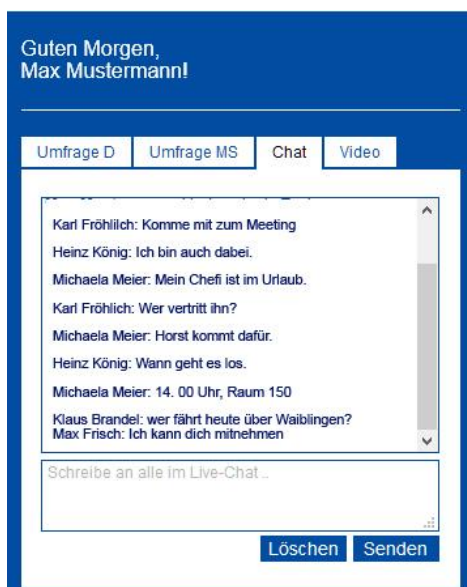 Guten Morgen,
Max Mustermann!
Umfrage D
Umfrage MS
Chat
Video
Karl Fröhlilch: Komme mit zum Meeting
Heinz König: Ich bin auch dabei.
Michaela Meier: Mein Chefi ist im Urlaub.
Karl Fröhlich: Wer vertritt ihn?
Michaela Meier: Horst kommt dafür.
Heinz König: Wann geht es los.
Michaela Meier: 14. 00 Uhr, Raum 150
Klaus Brandel: wer fährt heute über Waiblingen?
Max Frisch: Ich kann dich mitnehmen
Schreibe an alle im Live-Chat ..
Löschen
Senden